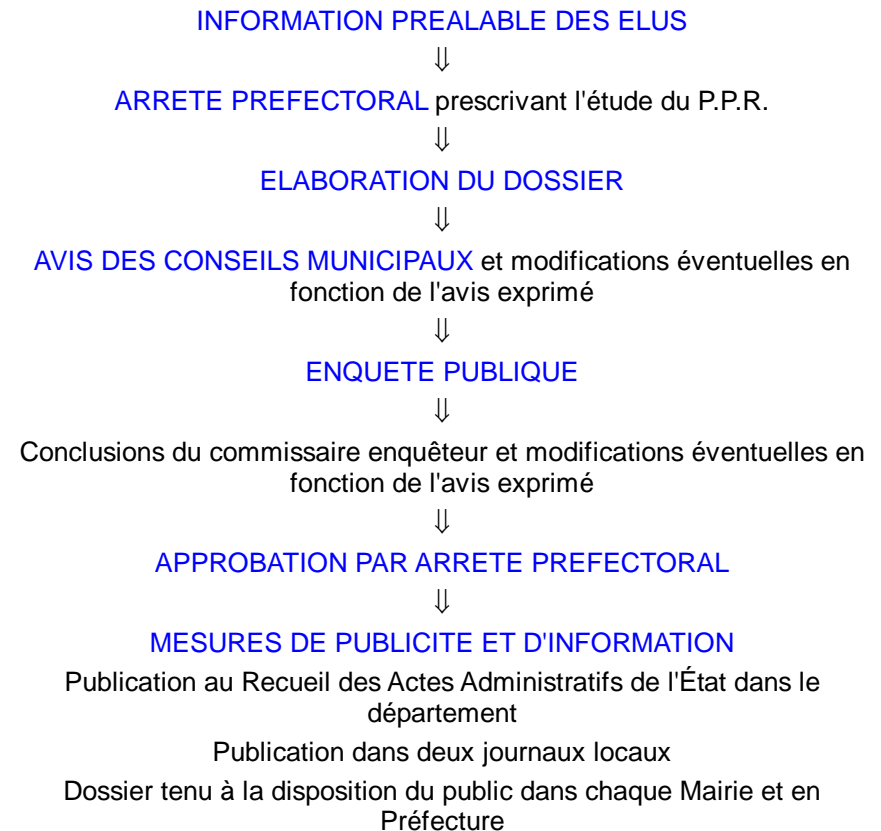 INFORMATION PREALABLE DES ELUS
⇓
ARRETE PREFECTORAL prescrivant l'étude du P.P.R.
⇓
ELABORATION DU DOSSIER
⇓
AVIS DES CONSEILS MUNICIPAUX et modifications éventuelles en
fonction de l'avis exprimé
⇓
ENQUETE PUBLIQUE
⇓
Conclusions du commissaire enquêteur et modifications éventuelles en
fonction de l'avis exprimé
⇓
APPROBATION PAR ARRETE PREFECTORAL
⇓
MESURES DE PUBLICITE ET D'INFORMATION
Publication au Recueil des Actes Administratifs de l'État dans le
département
Publication dans deux journaux locaux
Dossier tenu à la disposition du public dans chaque Mairie et en
Préfecture